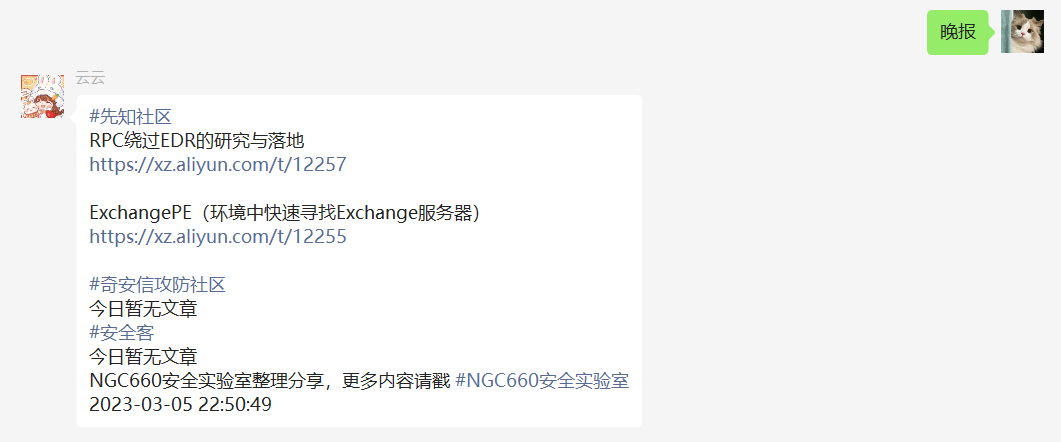 晚报
云云
#先知社区
RPC绕过EDR的研究与落地
https://xz.aliyun.com/t/12257
ExchangePE（环境中快速寻找Exchange服务器）
https://xz.aliyun.com/t/12255
#奇安信攻防社区
今日暂无文章
#安全客
今日暂无文章
NGC660安全实验室整理分享，更多内容请戳 #NGC660安全实验室
2023-03-05 22:50:49